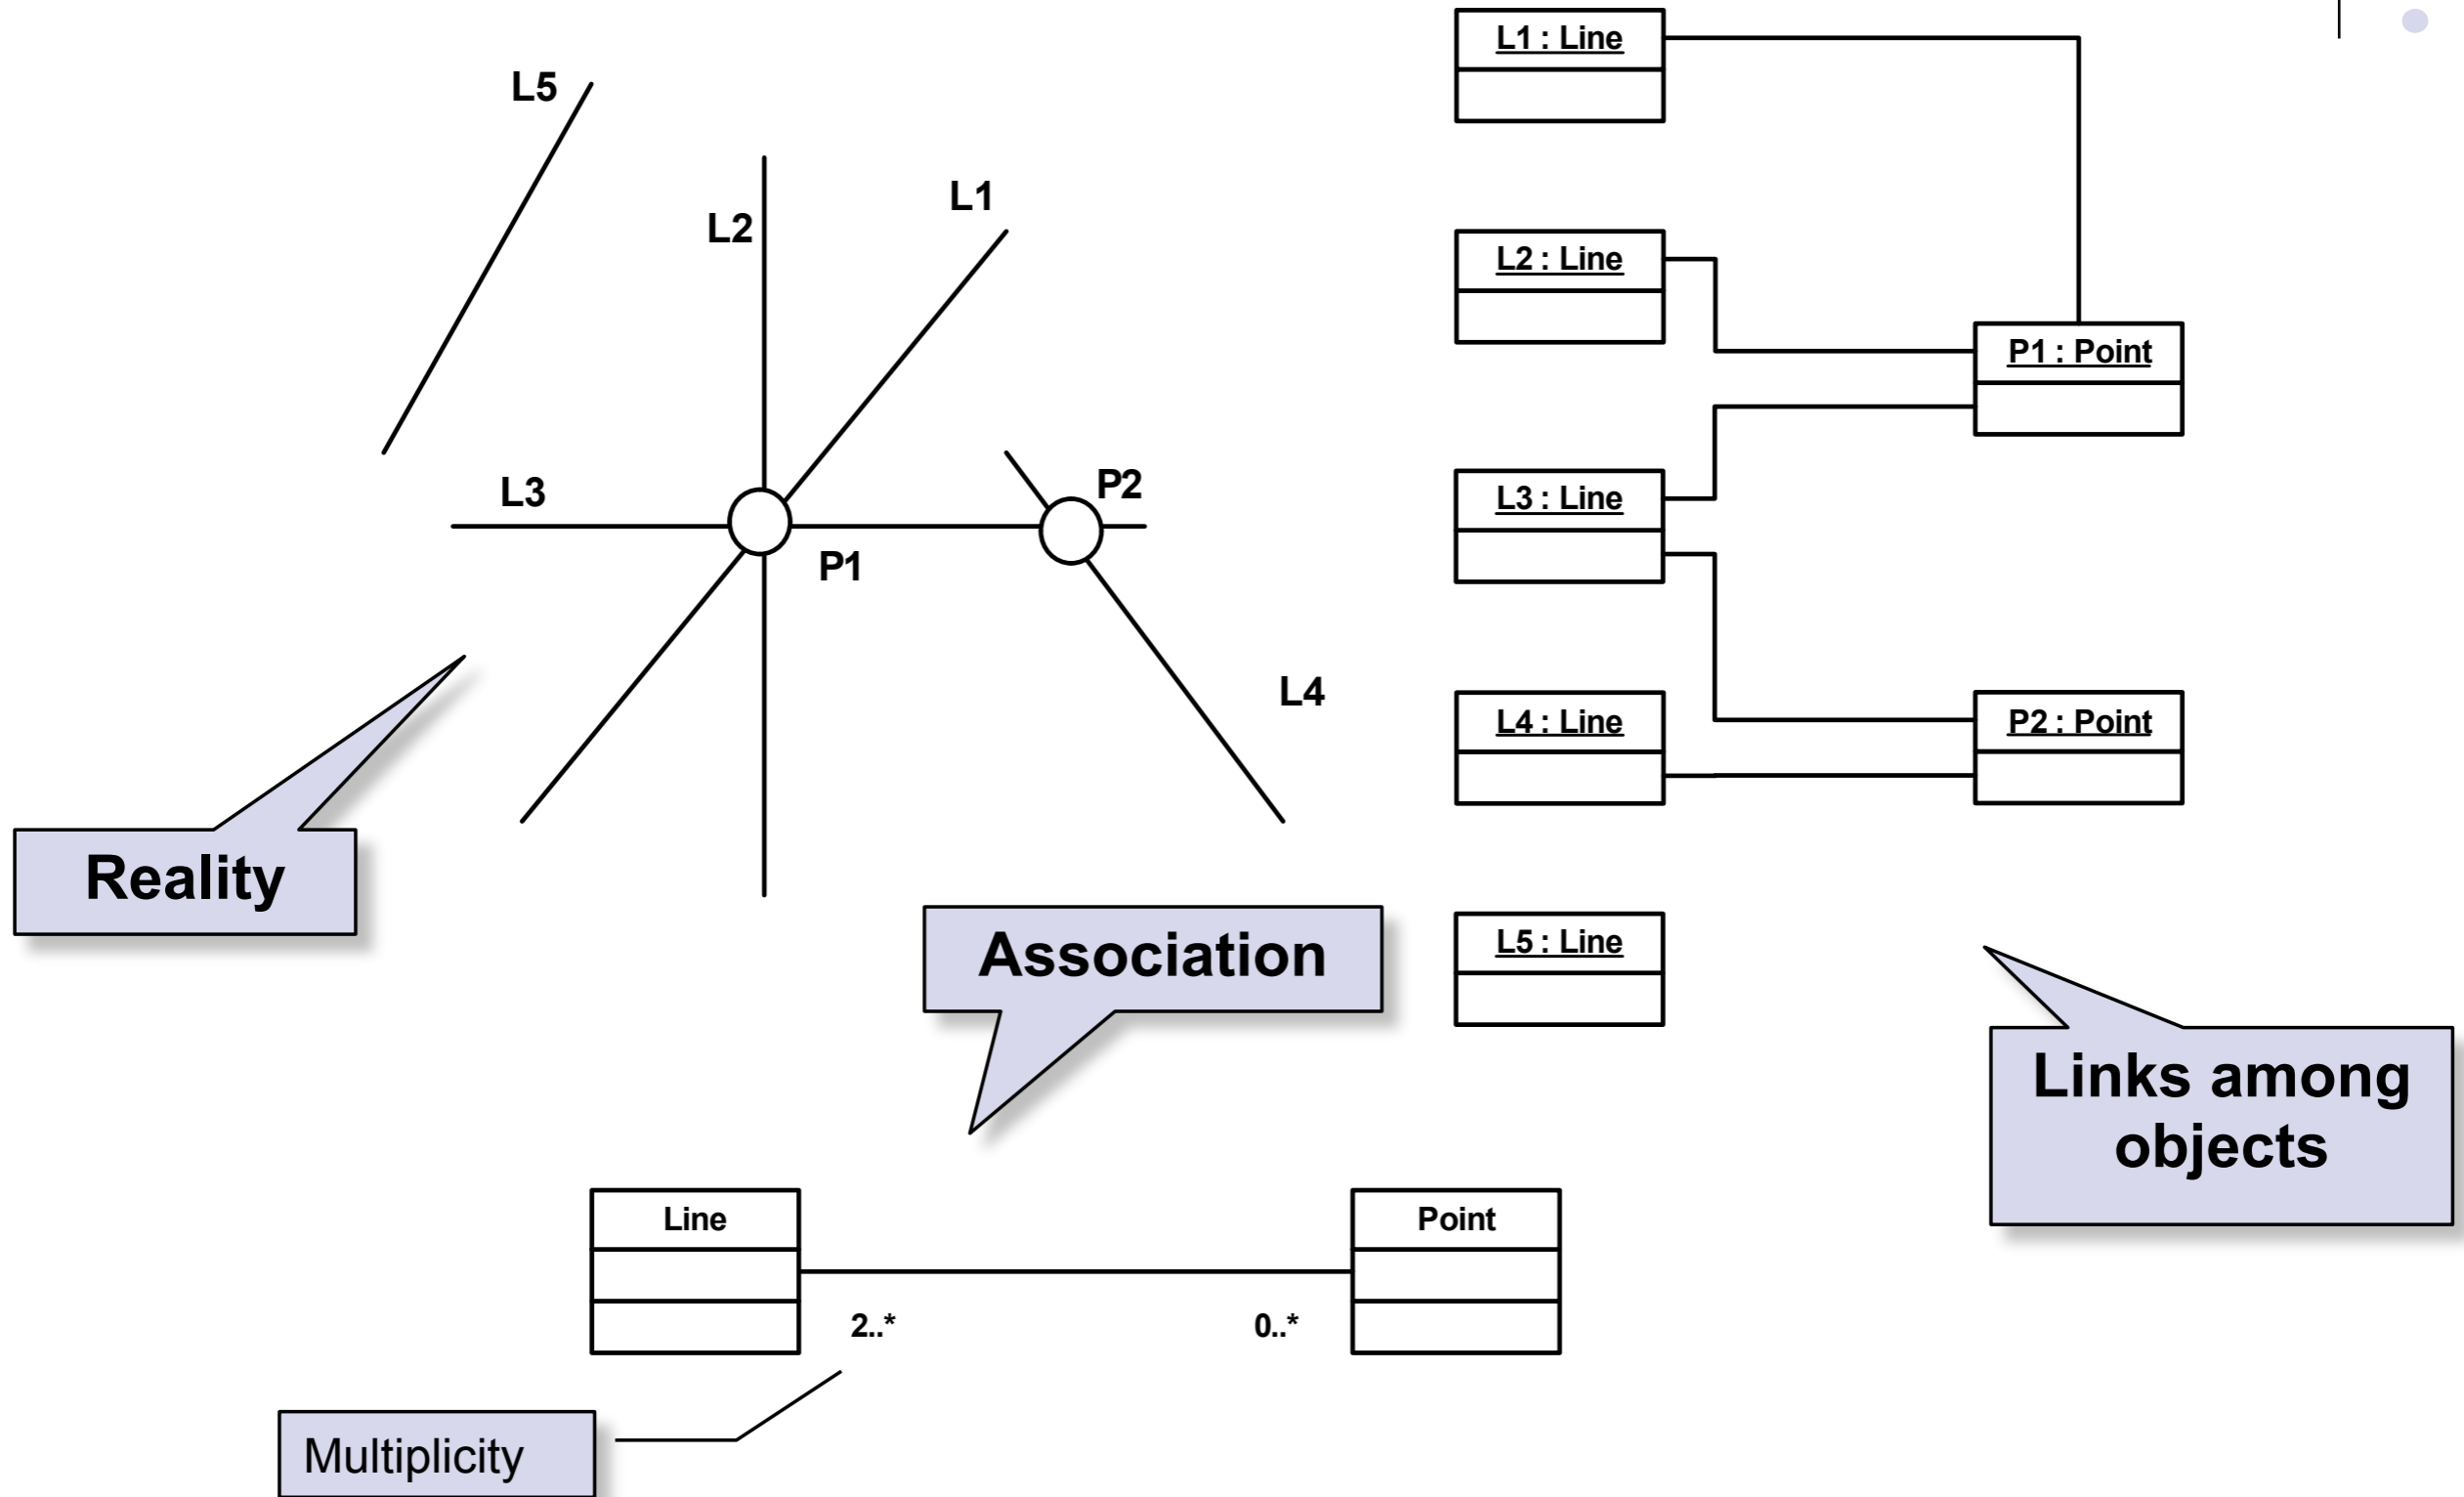 L5
L2
L1
L3
P2
P1
L4
Reality
L1 : Line
L2 : Line
P1 : Point
L3 : Line
L4 : Line
P2 : Point
L5 : Line
Links among
objects
Association
Line
Point
2..*
0..*
Multiplicity